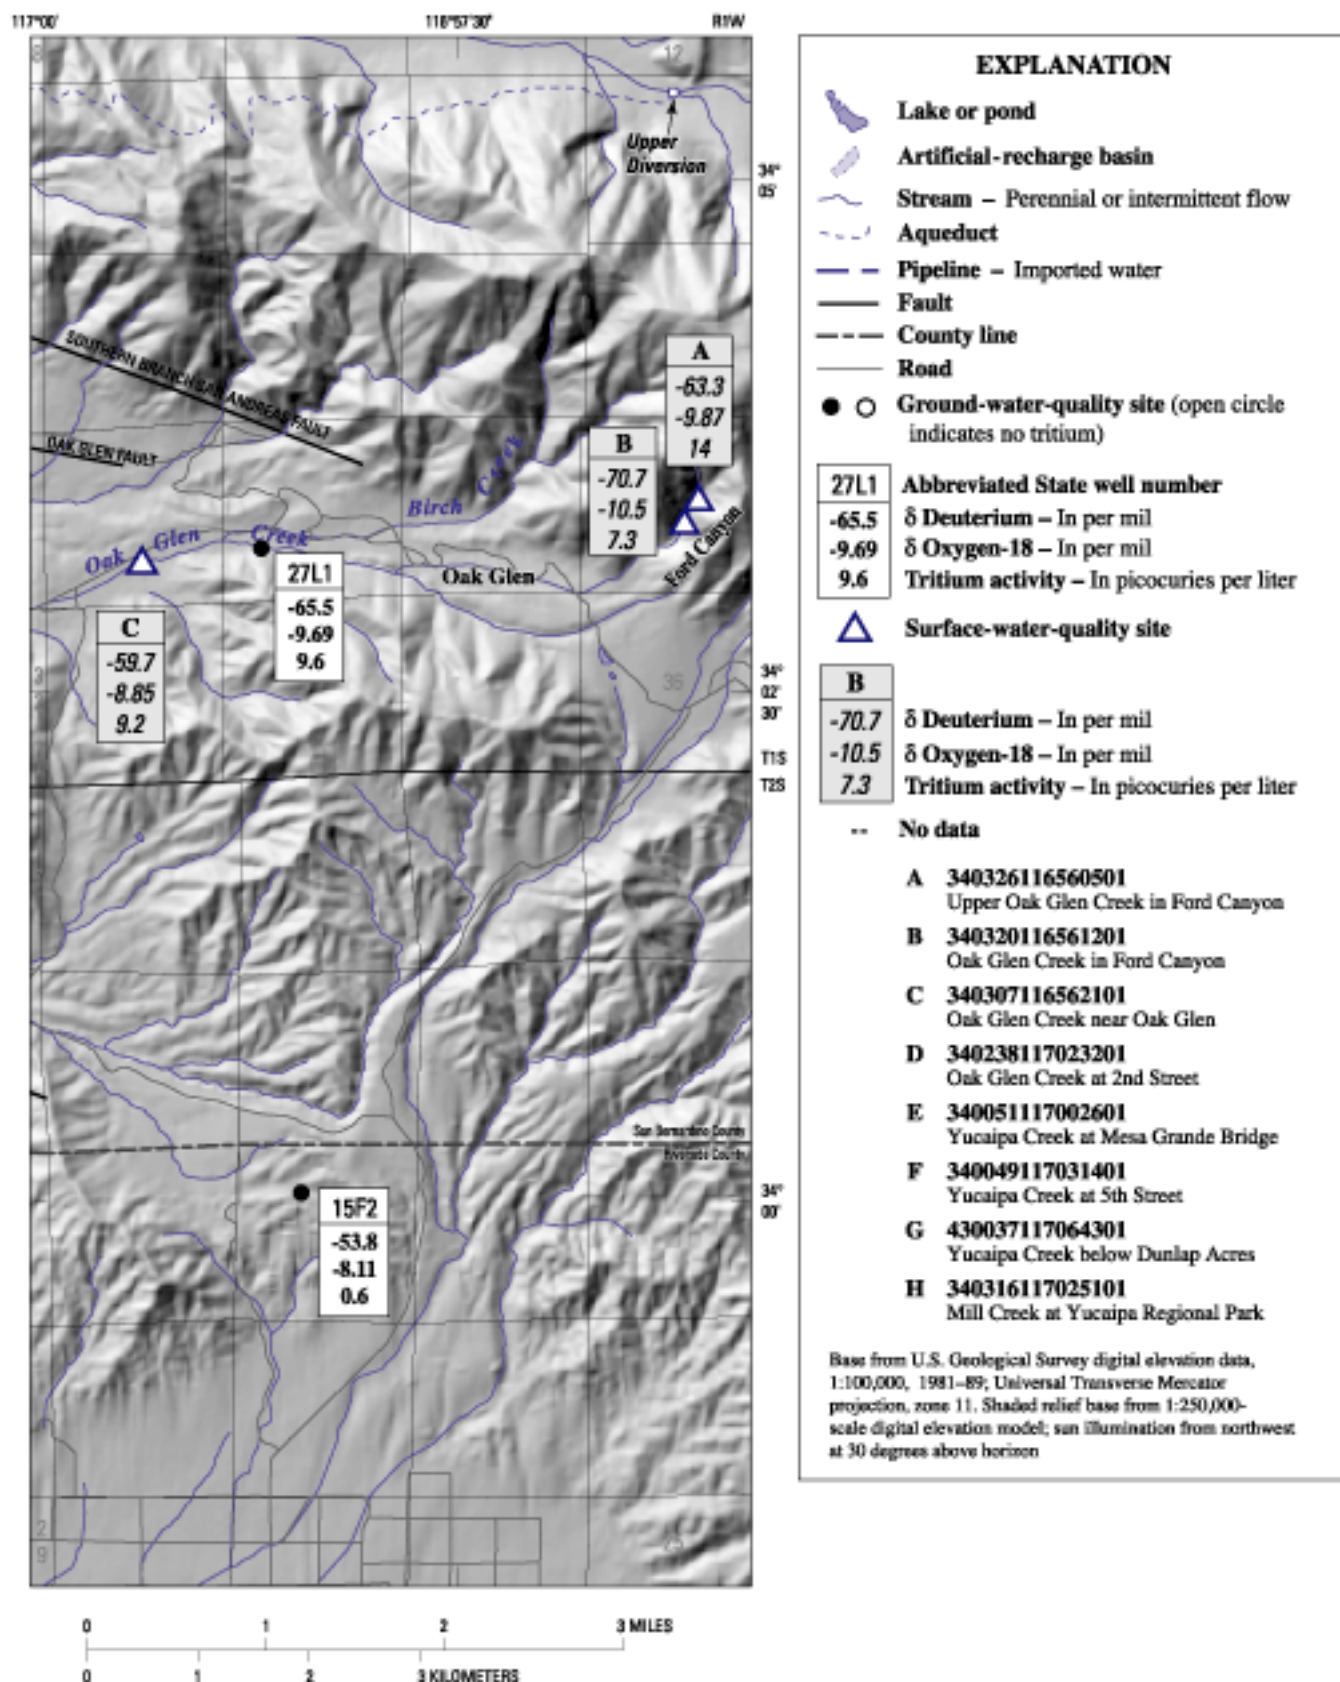 117°00'
116°57'30"
R1W
8
12
Upper
Diversion
34°
05'
SOUTHERN BRANCH SAN ANDREAS FAULT
OAK GLEN FAULT
A
-63.3
-9.87
14
B
-70.7
-10.5
7.3
Birch Creek
Oak Glen Creek
Ford Canyon
Oak Glen
27L1
-65.5
-9.69
9.6
C
-59.7
-8.85
9.2
36
34°
02'
30"
T1S
T2S
San Bernardino County
Riverside County
34°
00'
15F2
-53.8
-8.11
0.6
2
9
0 1 2 3 MILES
0 1 2 3 KILOMETERS
EXPLANATION
Lake or pond
Artificial-recharge basin
Stream – Perennial or intermittent flow
Aqueduct
Pipeline – Imported water
Fault
County line
Road
Ground-water-quality site (open circle
indicates no tritium)
27L1 Abbreviated State well number
-65.5 δ Deuterium – In per mil
-9.69 δ Oxygen-18 – In per mil
9.6 Tritium activity – In picocuries per liter
Surface-water-quality site
B
-70.7 δ Deuterium – In per mil
-10.5 δ Oxygen-18 – In per mil
7.3 Tritium activity – In picocuries per liter
-- No data
A 340326116560501
Upper Oak Glen Creek in Ford Canyon
B 340320116561201
Oak Glen Creek in Ford Canyon
C 340307116562101
Oak Glen Creek near Oak Glen
D 340238117023201
Oak Glen Creek at 2nd Street
E 340051117002601
Yucaipa Creek at Mesa Grande Bridge
F 340049117031401
Yucaipa Creek at 5th Street
G 430037117064301
Yucaipa Creek below Dunlap Acres
H 340316117025101
Mill Creek at Yucaipa Regional Park
Base from U.S. Geological Survey digital elevation data,
1:100,000, 1981–89; Universal Transverse Mercator
projection, zone 11. Shaded relief base from 1:250,000-
scale digital elevation model; sun illumination from northwest
at 30 degrees above horizon